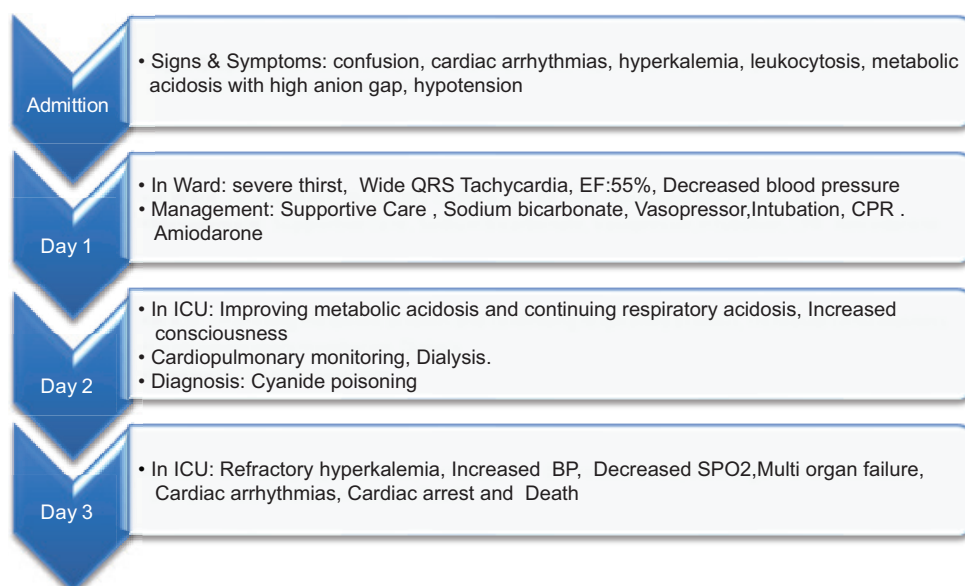 Admittion
• Signs & Symptoms: confusion, cardiac arrhythmias, hyperkalemia, leukocytosis, metabolic
acidosis with high anion gap, hypotension
Day 1
• In Ward: severe thirst, Wide QRS Tachycardia, EF:55%, Decreased blood pressure
• Management: Supportive Care , Sodium bicarbonate, Vasopressor,Intubation, CPR .
Amiodarone
Day 2
• In ICU: Improving metabolic acidosis and continuing respiratory acidosis, Increased
consciousness
• Cardiopulmonary monitoring, Dialysis.
• Diagnosis: Cyanide poisoning
Day 3
• In ICU: Refractory hyperkalemia, Increased BP, Decreased SPO2,Multi organ failure,
Cardiac arrhythmias, Cardiac arrest and Death